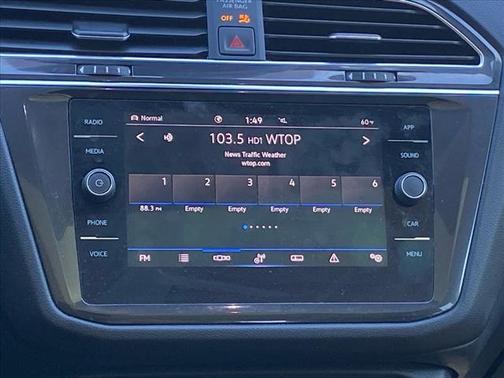 PASSENGER
AIR BAG
OFF
RADIO
MEDIA
PHONE
VOICE
APP
SOUND
CAR
MENU
Normal 1:49 60°F
< 103.5 HD1 WTOP >
News Traffic Weather
wtop.com
1 2 3 4 5 6
88.3 FM Empty Empty Empty Empty Empty
FM